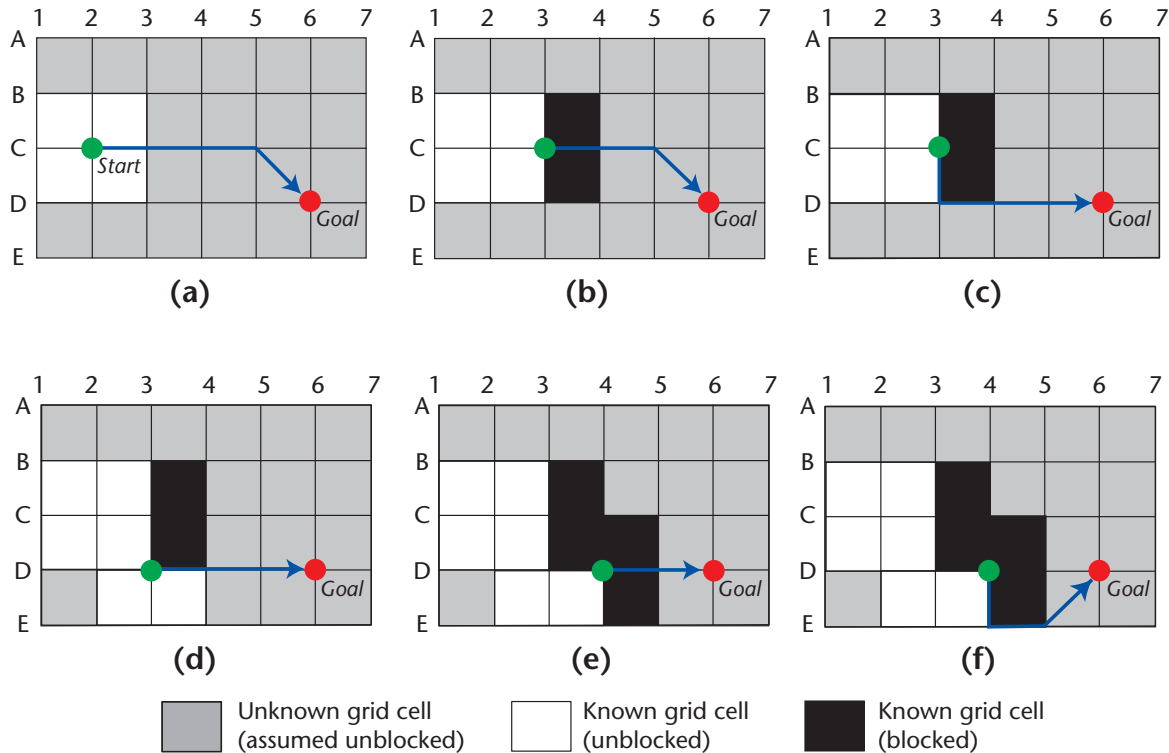 1 2 3 4 5 6 7
A
B
C
D
E
Start
Goal
(a)
1 2 3 4 5 6 7
A
B
C
D
E
Goal
(b)
1 2 3 4 5 6 7
A
B
C
D
E
Goal
(c)
1 2 3 4 5 6 7
A
B
C
D
E
Goal
(d)
1 2 3 4 5 6 7
A
B
C
D
E
Goal
(e)
1 2 3 4 5 6 7
A
B
C
D
E
Goal
(f)
Unknown grid cell
(assumed unblocked)
Known grid cell
(unblocked)
Known grid cell
(blocked)